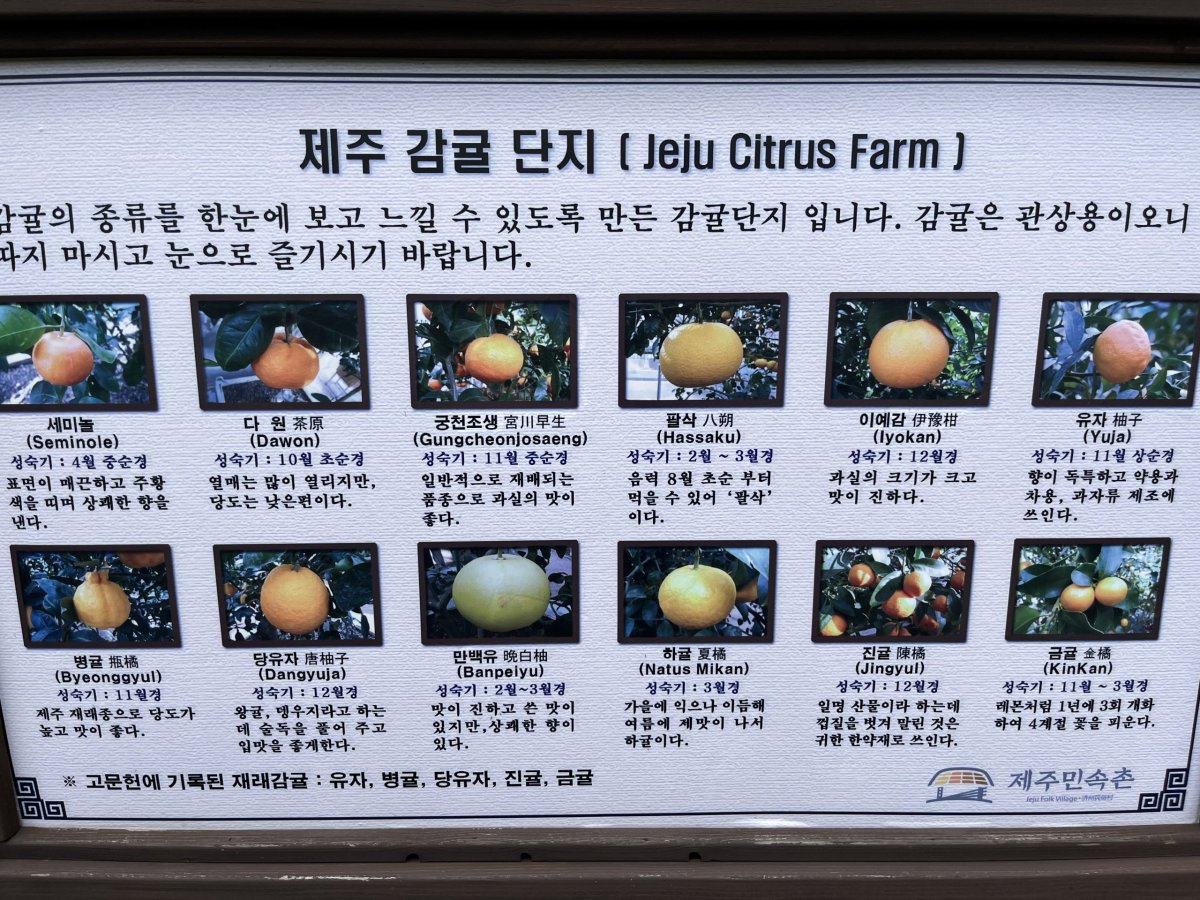 제주 감귤 단지 ( Jeju Citrus Farm )
감귤의 종류를 한눈에 보고 느낄 수 있도록 만든 감귤단지 입니다. 감귤은 관상용이오니
따지 마시고 눈으로 즐기시기 바랍니다.
세미놀
(Seminole)
성숙기 : 4월 중순경
표면이 매끈하고 주황
색을 띠며 상쾌한 향을
낸다.
다 원 茶原
(Dawon)
성숙기 : 10월 초순경
열매는 많이 열리지만,
당도는 낮은편이다.
궁천조생 宮川早生
(Gungcheonjosaeng)
성숙기 : 11월 중순경
일반적으로 재배되는
품종으로 과실의 맛이
좋다.
팔삭 八朔
(Hassaku)
성숙기 : 2월 ~ 3월경
음력 8월 초순 부터
먹을 수 있어 ‘팔삭’
이다.
이예감 伊豫柑
(Iyokan)
성숙기 : 12월경
과실의 크기가 크고
맛이 진하다.
유자 柚子
(Yuja)
성숙기 : 11월 상순경
향이 독특하고 약용과
차용, 과자류 제조에
쓰인다.
병귤 瓶橘
(Byeonggyul)
성숙기 : 11월경
제주 재래종으로 당도가
높고 맛이 좋다.
당유자 唐柚子
(Dangyuja)
성숙기 : 12월경
왕귤, 댕우지라고 하는
데 술독을 풀어 주고
입맛을 좋게한다.
만백유 晩白柚
(Banpeiyu)
성숙기 : 2월~3월경
맛이 진하고 쓴 맛이
있지만,상쾌한 향이
있다.
하귤 夏橘
(Natus Mikan)
성숙기 : 3월경
가을에 익으나 이듬해
여름에 제맛이 나서
하귤이다.
진귤 陳橘
(Jingyul)
성숙기 : 12월경
일명 산물이라 하는데
껍질을 벗겨 말린 것은
귀한 한약재로 쓰인다.
금귤 金橘
(KinKan)
성숙기 : 11월 ~ 3월경
레몬처럼 1년에 3회 개화
하여 4계절 꽃을 피운다.
※ 고문헌에 기록된 재래감귤 : 유자, 병귤, 당유자, 진귤, 금귤
제주민속촌
Jeju Folk Village · 濟州民俗村